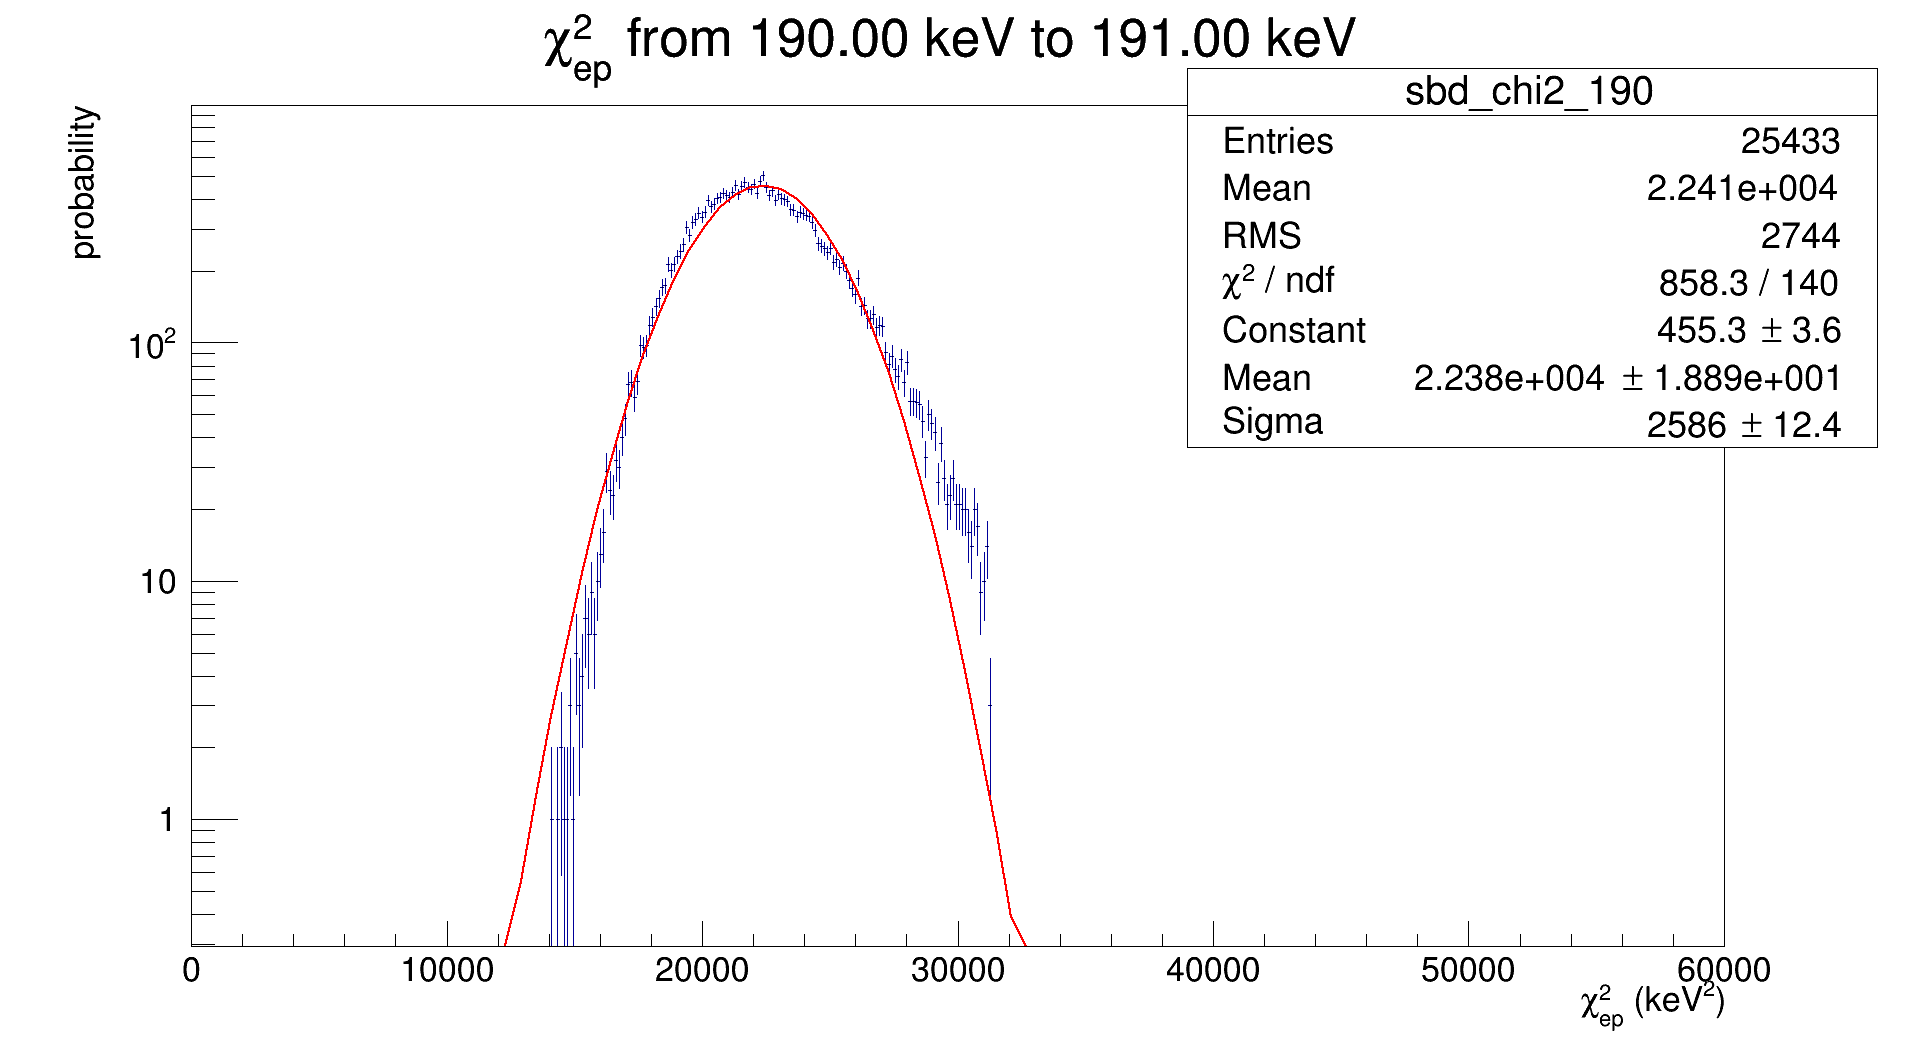 χ²ep from 190.00 keV to 191.00 keV
probability
sbd_chi2_190
Entries 25433
Mean 2.241e+004
RMS 2744
χ² / ndf 858.3 / 140
Constant 455.3 ± 3.6
Mean 2.238e+004 ± 1.889e+001
Sigma 2586 ± 12.4
10²
10
1
0 10000 20000 30000 40000 50000 60000
χ²ep (keV²)